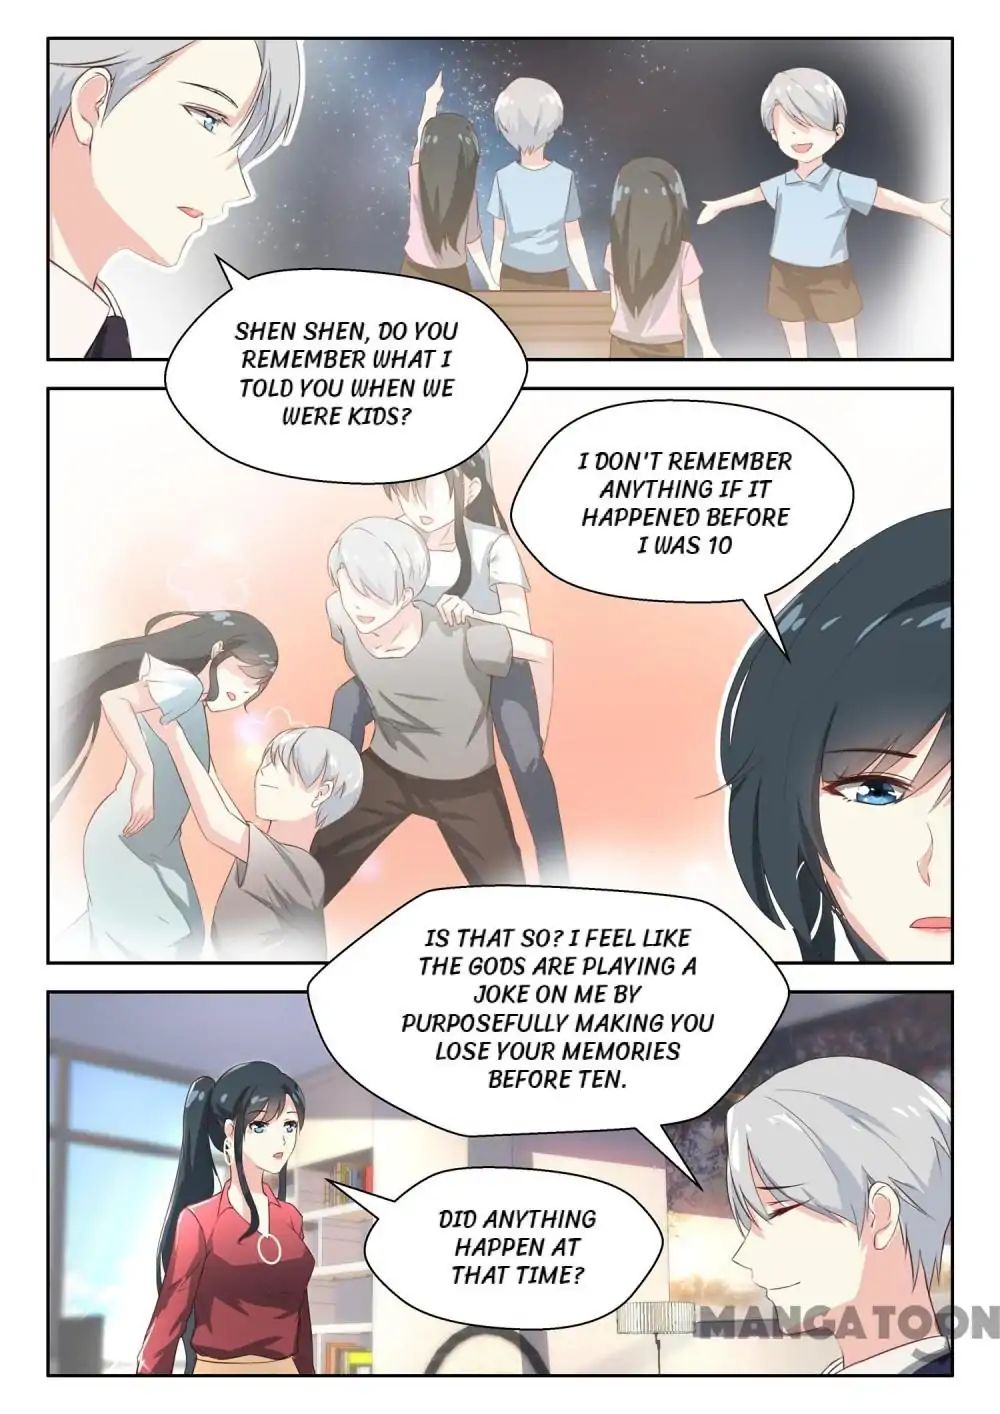 SHEN SHEN, DO YOU
REMEMBER WHAT I
TOLD YOU WHEN WE
WERE KIDS?
I DON'T REMEMBER
ANYTHING IF IT
HAPPENED BEFORE
I WAS 10
IS THAT SO? I FEEL LIKE
THE GODS ARE PLAYING A
JOKE ON ME BY
PURPOSEFULLY MAKING YOU
LOSE YOUR MEMORIES
BEFORE TEN.
DID ANYTHING
HAPPEN AT
THAT TIME?
MANGATOON